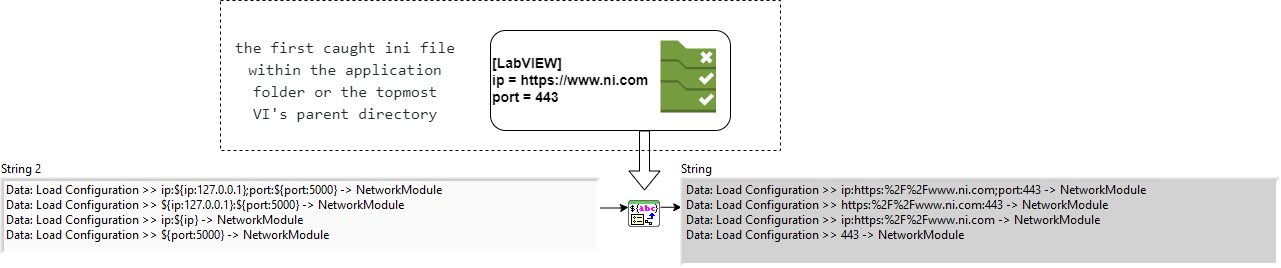 the first caught ini file
within the application
folder or the topmost
VI's parent directory
[LabVIEW]
ip = https://www.ni.com
port = 443
String 2
Data: Load Configuration >> ip:${ip:127.0.0.1};port:${port:5000} -> NetworkModule
Data: Load Configuration >> ${ip:127.0.0.1}:${port:5000} -> NetworkModule
Data: Load Configuration >> ip:${ip} -> NetworkModule
Data: Load Configuration >> ${port:5000} -> NetworkModule
${abc}
String
Data: Load Configuration >> ip:https:%2F%2Fwww.ni.com;port:443 -> NetworkModule
Data: Load Configuration >> https:%2F%2Fwww.ni.com:443 -> NetworkModule
Data: Load Configuration >> ip:https:%2F%2Fwww.ni.com -> NetworkModule
Data: Load Configuration >> 443 -> NetworkModule